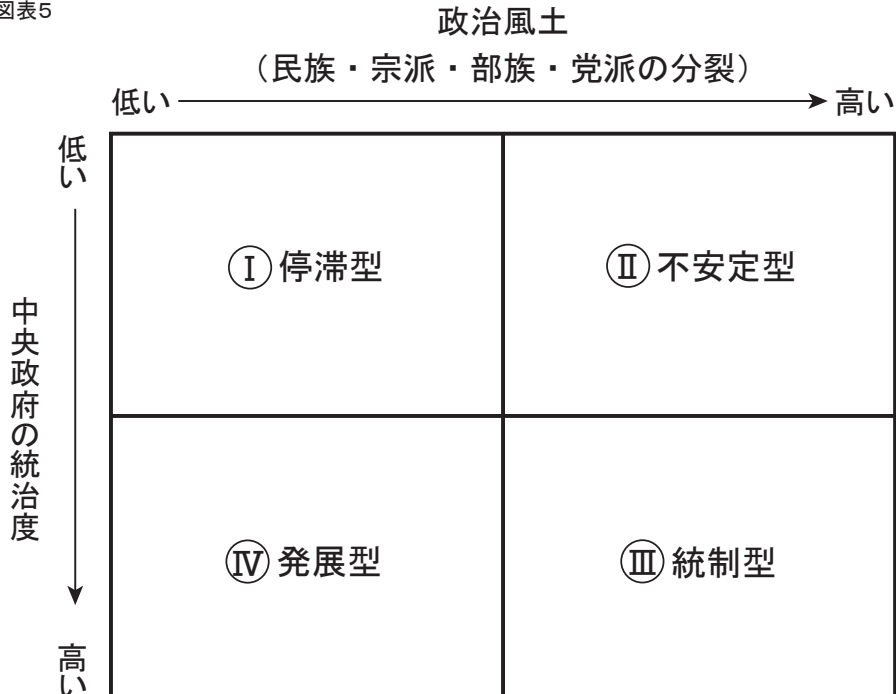 図表5
政治風土
（民族・宗派・部族・党派の分裂）
低い
高い
低い
中央政府の統治度
高い
Ⅰ 停滞型
Ⅱ 不安定型
Ⅳ 発展型
Ⅲ 統制型